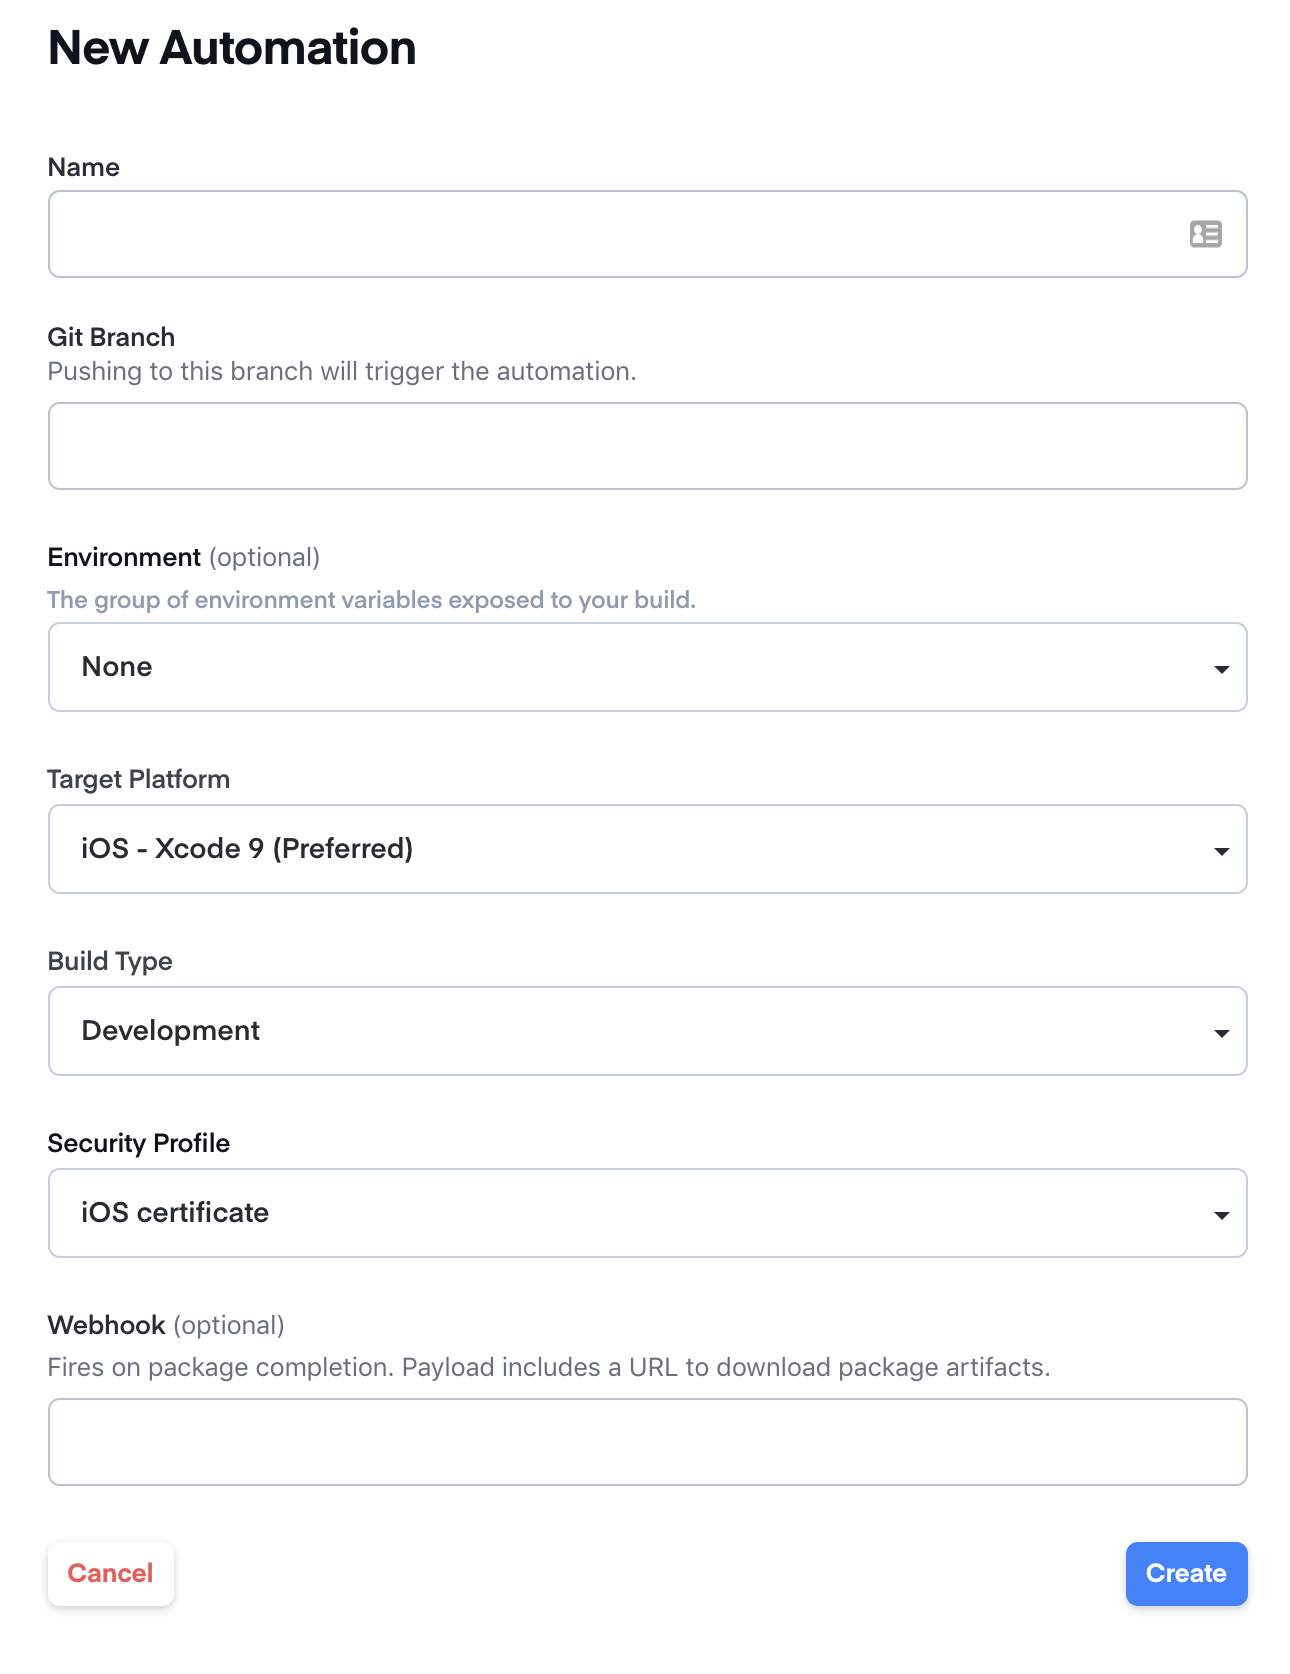 New Automation
Name
Git Branch
Pushing to this branch will trigger the automation.
Environment (optional)
The group of environment variables exposed to your build.
None
Target Platform
iOS - Xcode 9 (Preferred)
Build Type
Development
Security Profile
iOS certificate
Webhook (optional)
Fires on package completion. Payload includes a URL to download package artifacts.
Cancel
Create